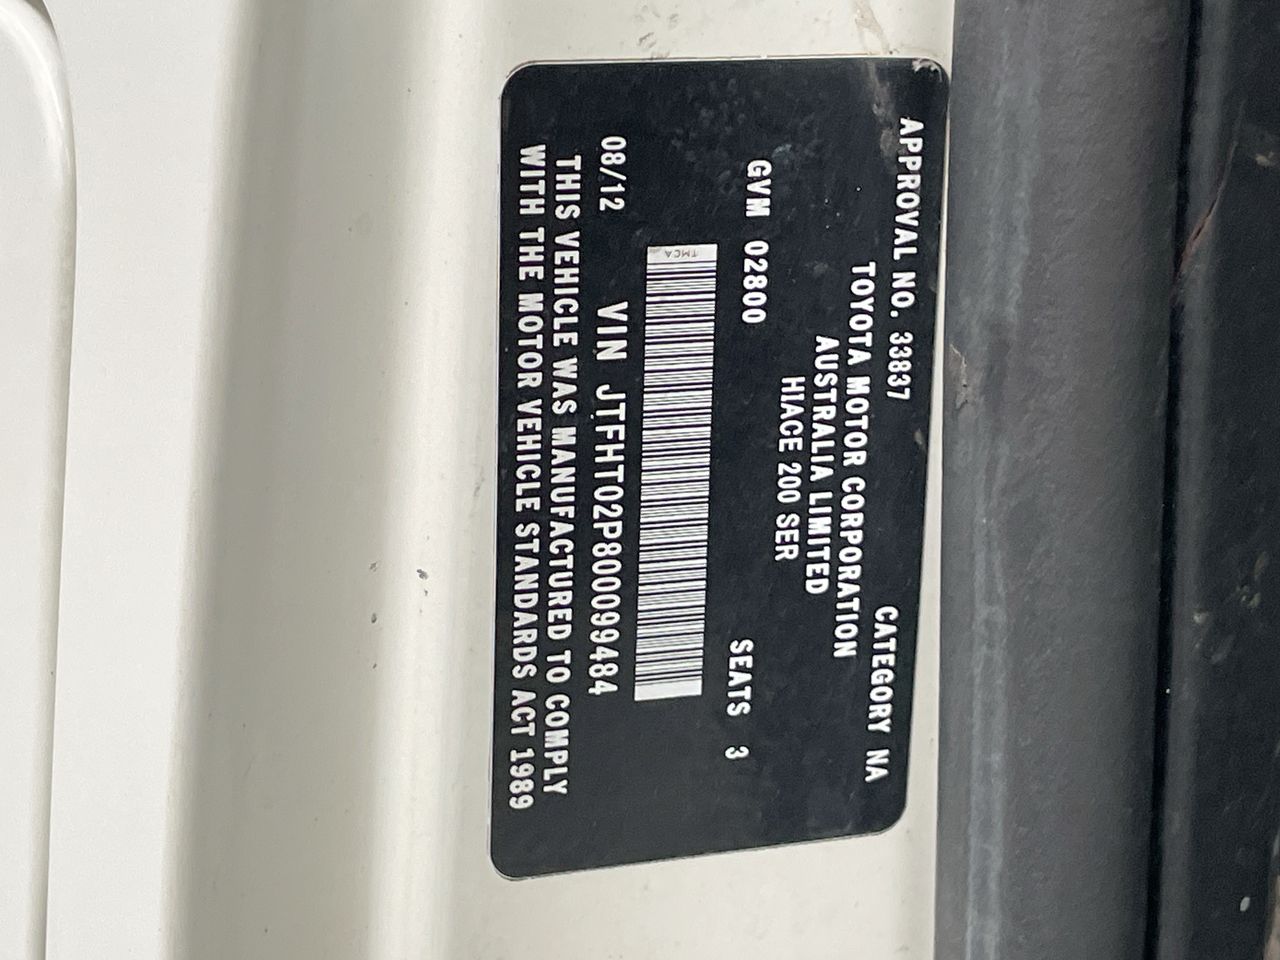 APPROVAL NO. 33837 CATEGORY NA
TOYOTA MOTOR CORPORATION
AUSTRALIA LIMITED
HIACE 200 SER
GVM 02800 SEATS 3
TMCA
08/12 VIN JTFHT02P800099484
THIS VEHICLE WAS MANUFACTURED TO COMPLY
WITH THE MOTOR VEHICLE STANDARDS ACT 1989